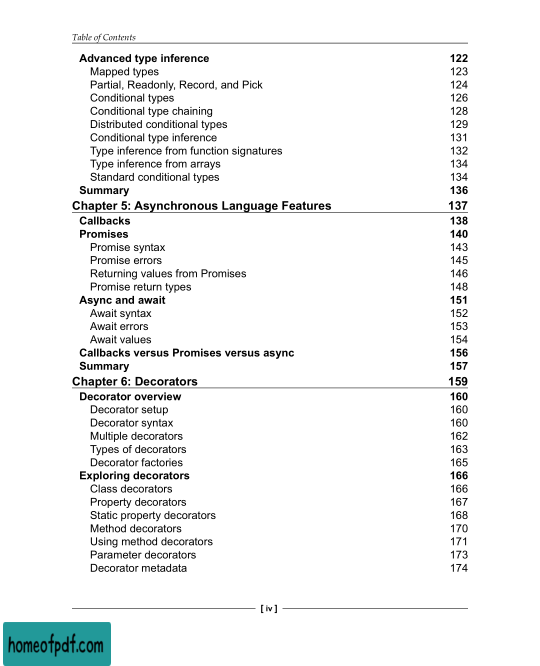 Table of Contents
Advanced type inference 122
Mapped types 123
Partial, Readonly, Record, and Pick 124
Conditional types 126
Conditional type chaining 128
Distributed conditional types 129
Conditional type inference 131
Type inference from function signatures 132
Type inference from arrays 134
Standard conditional types 134
Summary 136
Chapter 5: Asynchronous Language Features 137
Callbacks 138
Promises 140
Promise syntax 143
Promise errors 145
Returning values from Promises 146
Promise return types 148
Async and await 151
Await syntax 152
Await errors 153
Await values 154
Callbacks versus Promises versus async 156
Summary 157
Chapter 6: Decorators 159
Decorator overview 160
Decorator setup 160
Decorator syntax 160
Multiple decorators 162
Types of decorators 163
Decorator factories 165
Exploring decorators 166
Class decorators 166
Property decorators 167
Static property decorators 168
Method decorators 170
Using method decorators 171
Parameter decorators 173
Decorator metadata 174
[ iv ]
homeofpdf.com